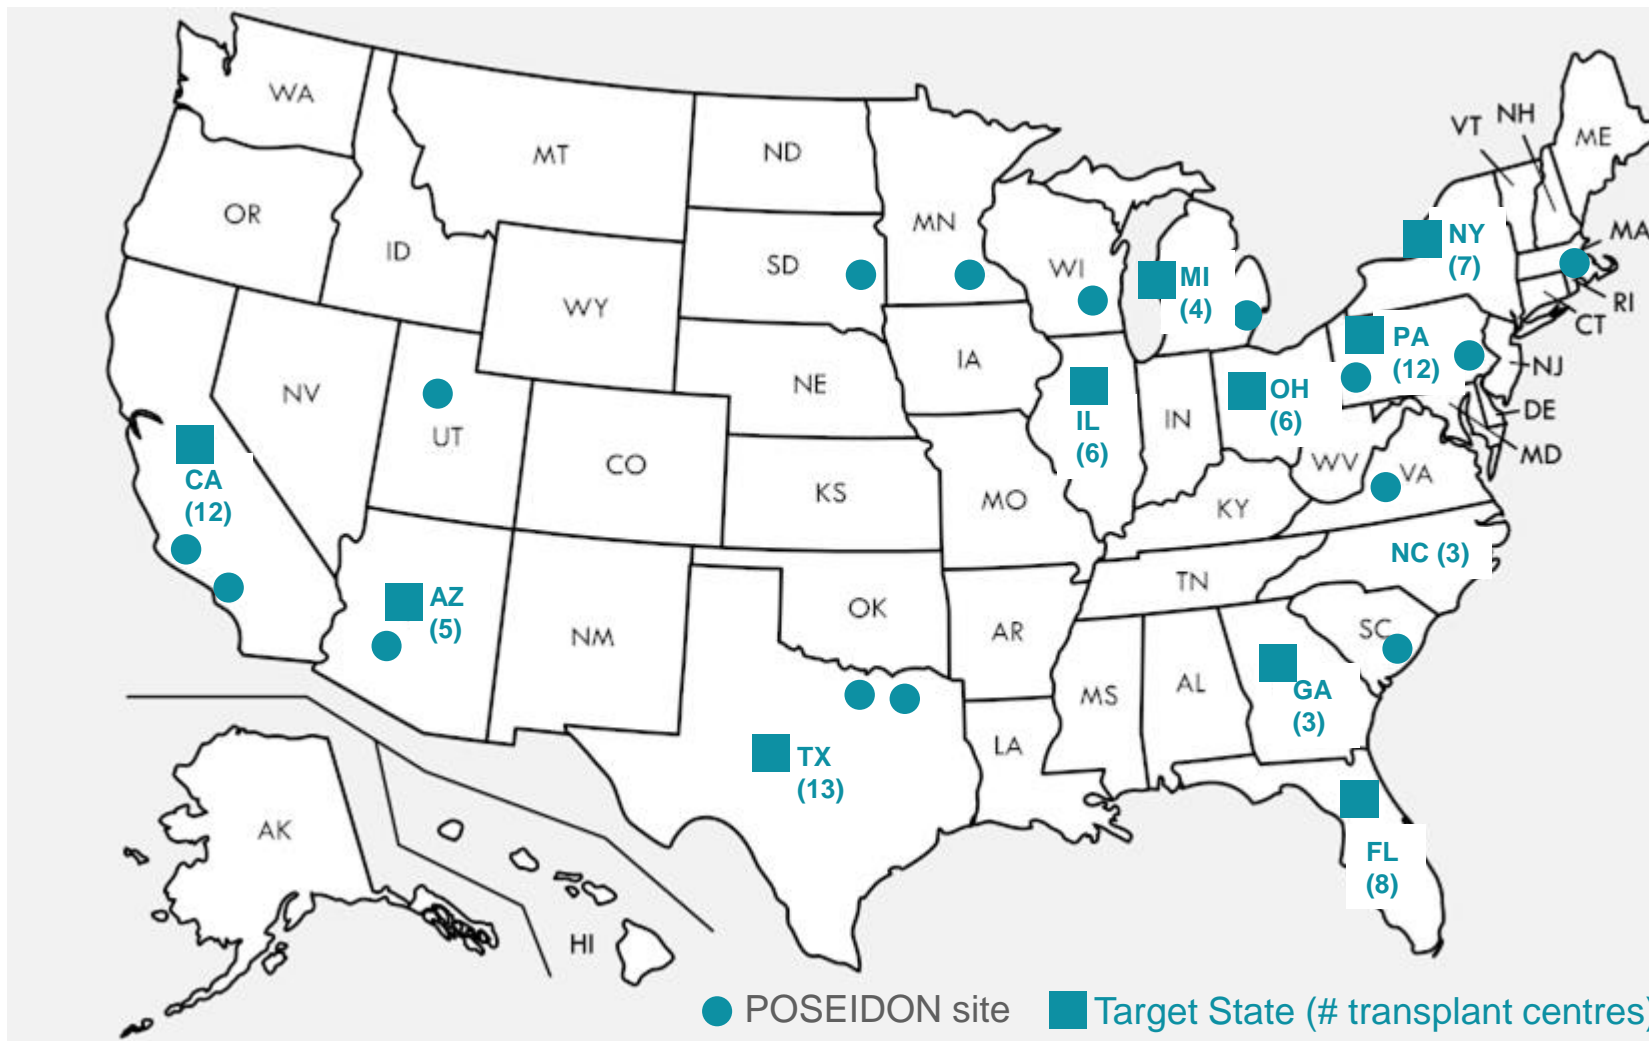 WA
MT
ND
MN
VT
NH
ME
OR
ID
SD
WI
MI
(4)
NY
(7)
MA
RI
CT
WY
IA
NE
PA
(12)
NJ
DE
MD
NV
UT
CO
KS
MO
IL
(6)
IN
OH
(6)
WV
VA
KY
CA
(12)
NC (3)
TN
AZ
(5)
NM
OK
AR
SC
MS
AL
GA
(3)
LA
TX
(13)
FL
(8)
AK
HI
POSEIDON site
Target State (# transplant centres)